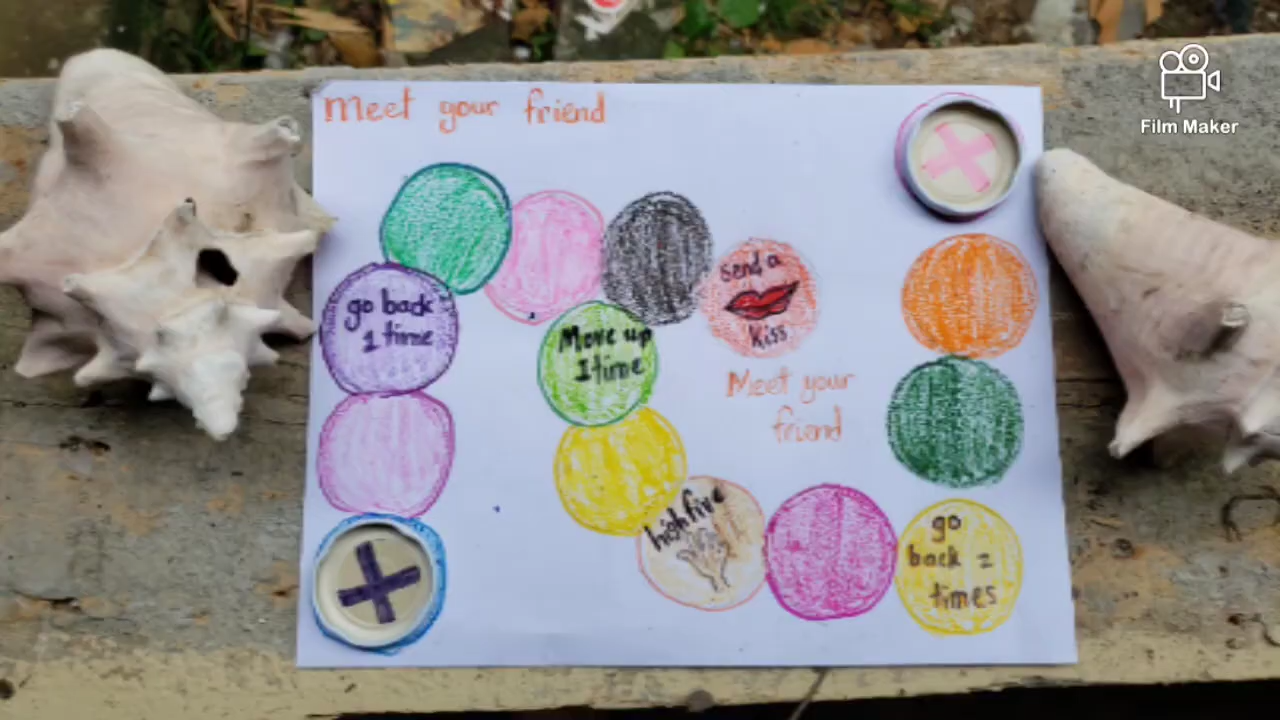 Meet your friend
Film Maker
go back
1 time
Move up
1 time
send a
kiss
Meet your
friend
high five
go
back 2
times